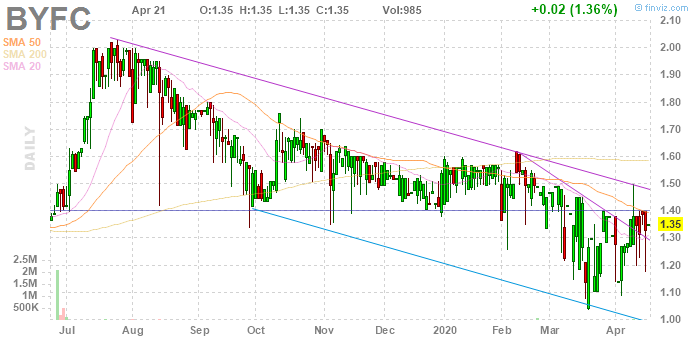 BYFC
Apr 21 O:1.35 H:1.35 L:1.35 C:1.35 Vol:985 +0.02 (1.36%)
© finviz.com
SMA 50
SMA 200
SMA 20
DAILY
2.10
2.00
1.90
1.80
1.70
1.60
1.50
1.40
1.35
1.30
1.20
1.10
1.00
2.5M
2M
1.5M
1M
500K
Jul Aug Sep Oct Nov Dec 2020 Feb Mar Apr